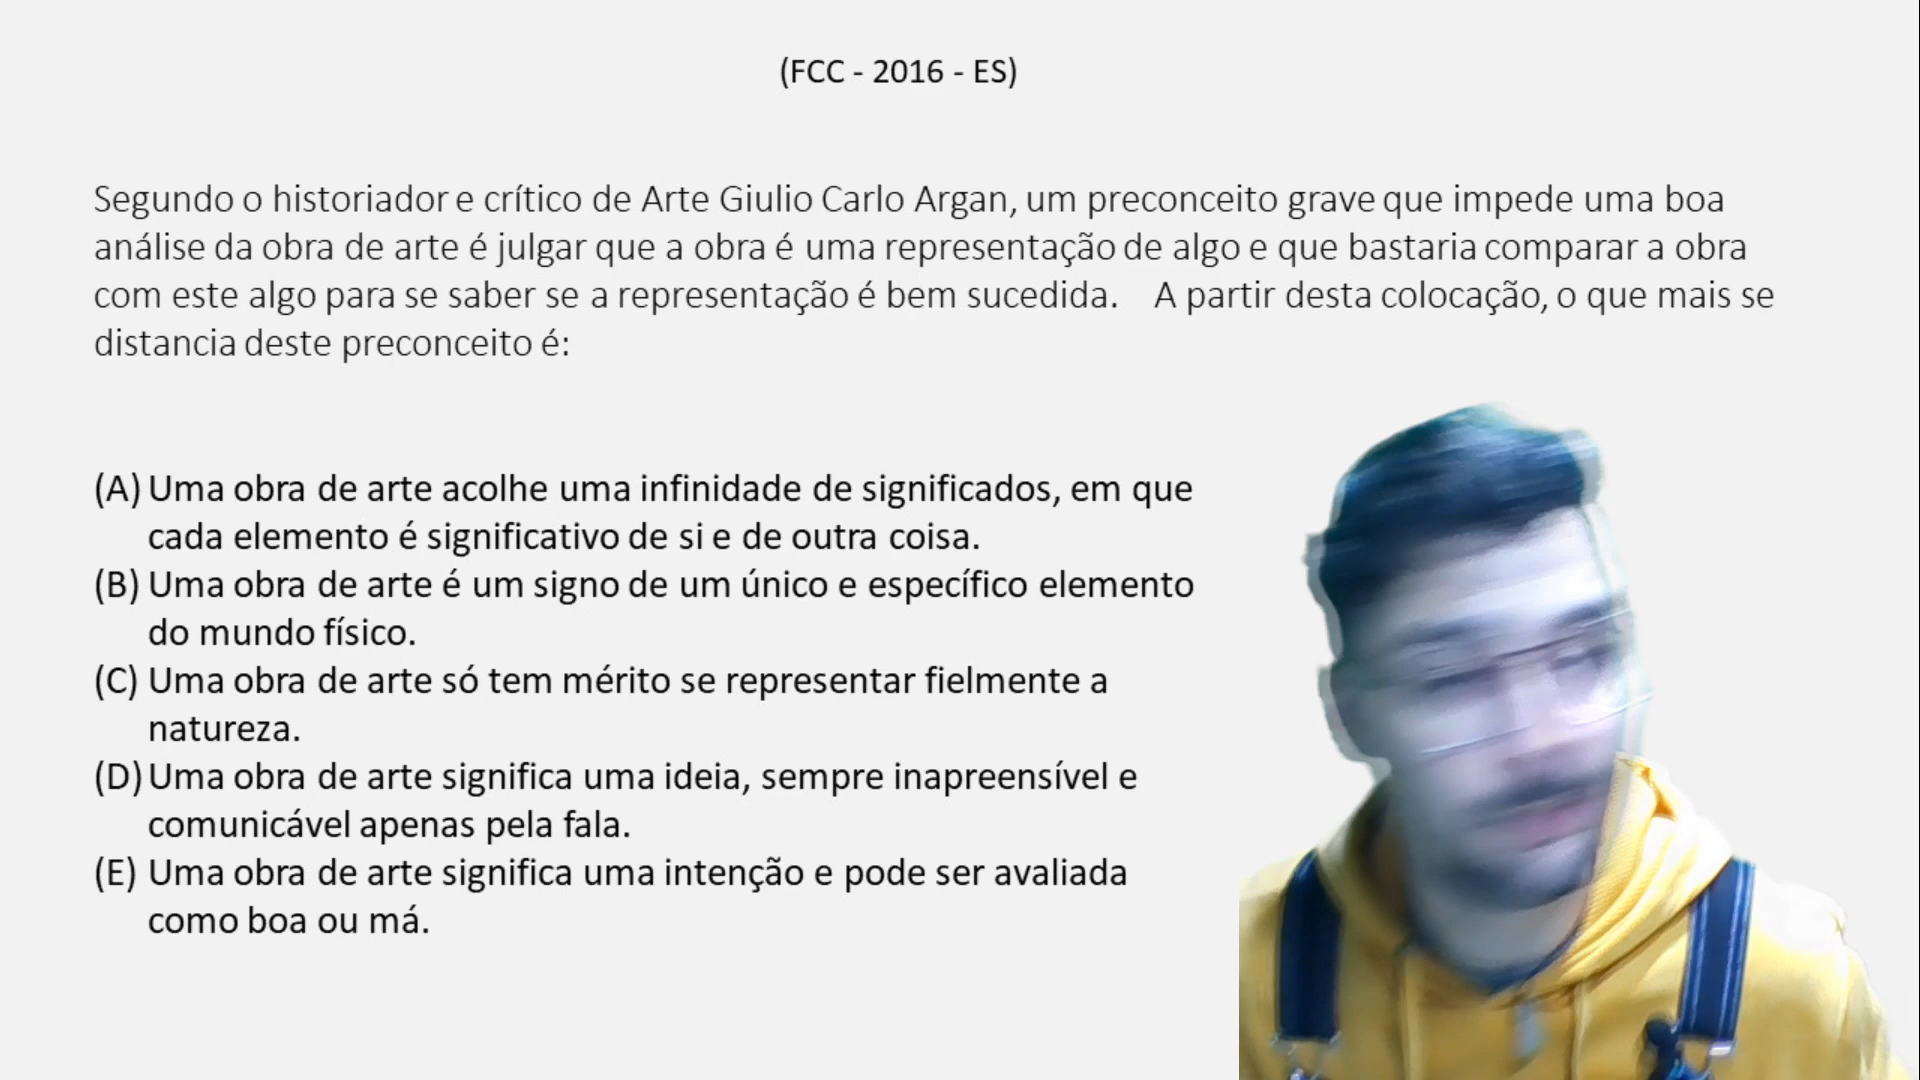 (FCC - 2016 - ES)
Segundo o historiador e crítico de Arte Giulio Carlo Argan, um preconceito grave que impede uma boa
análise da obra de arte é julgar que a obra é uma representação de algo e que bastaria comparar a obra
com este algo para se saber se a representação é bem sucedida. A partir desta colocação, o que mais se
distancia deste preconceito é:
(A) Uma obra de arte acolhe uma infinidade de significados, em que
cada elemento é significativo de si e de outra coisa.
(B) Uma obra de arte é um signo de um único e específico elemento
do mundo físico.
(C) Uma obra de arte só tem mérito se representar fielmente a
natureza.
(D) Uma obra de arte significa uma ideia, sempre inapreensível e
comunicável apenas pela fala.
(E) Uma obra de arte significa uma intenção e pode ser avaliada
como boa ou má.